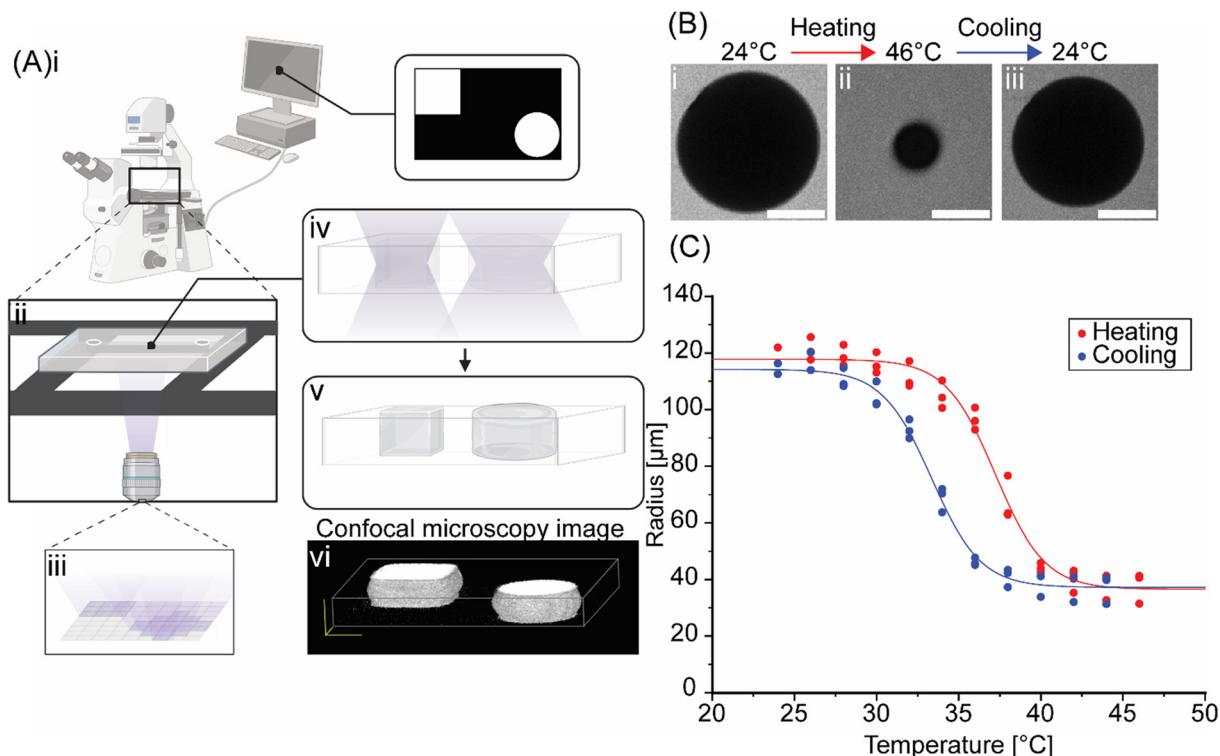 (A)i
ii
iii
iv
v
Confocal microscopy image
vi
(B)
Heating
Cooling
24°C
46°C
24°C
i
ii
iii
(C)
140
120
100
80
60
40
20
0
Radius [µm]
Heating
Cooling
20
25
30
35
40
45
50
Temperature [°C]